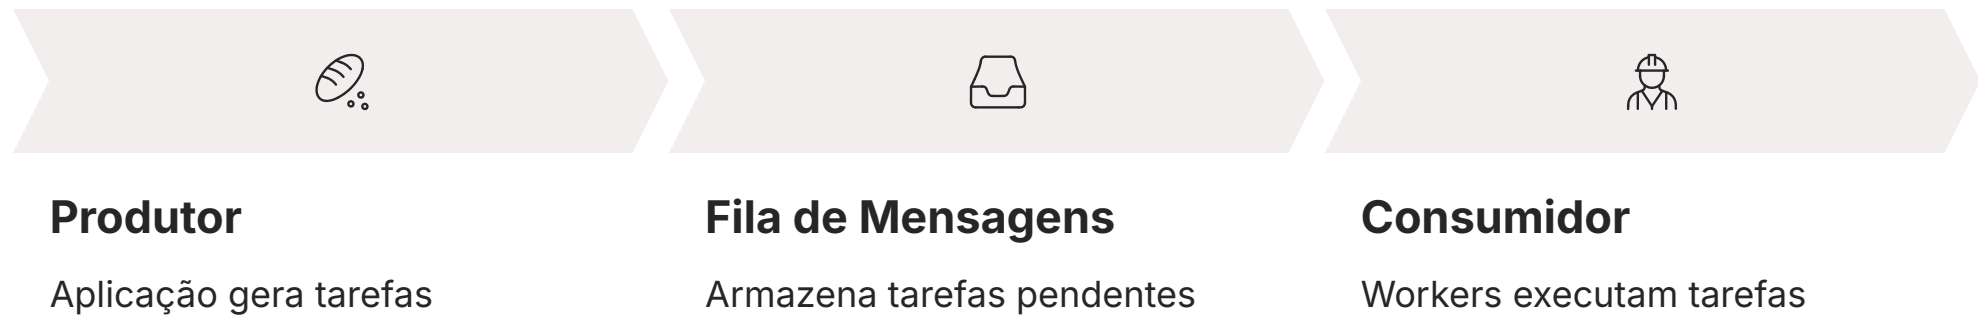 Produtor
Aplicação gera tarefas
Fila de Mensagens
Armazena tarefas pendentes
Consumidor
Workers executam tarefas